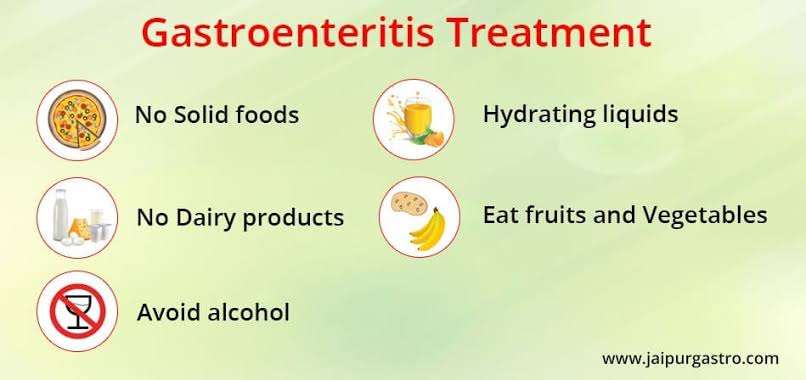 Gastroenteritis Treatment
No Solid foods
Hydrating liquids
No Dairy products
Eat fruits and Vegetables
Avoid alcohol
www.jaipurgastro.com